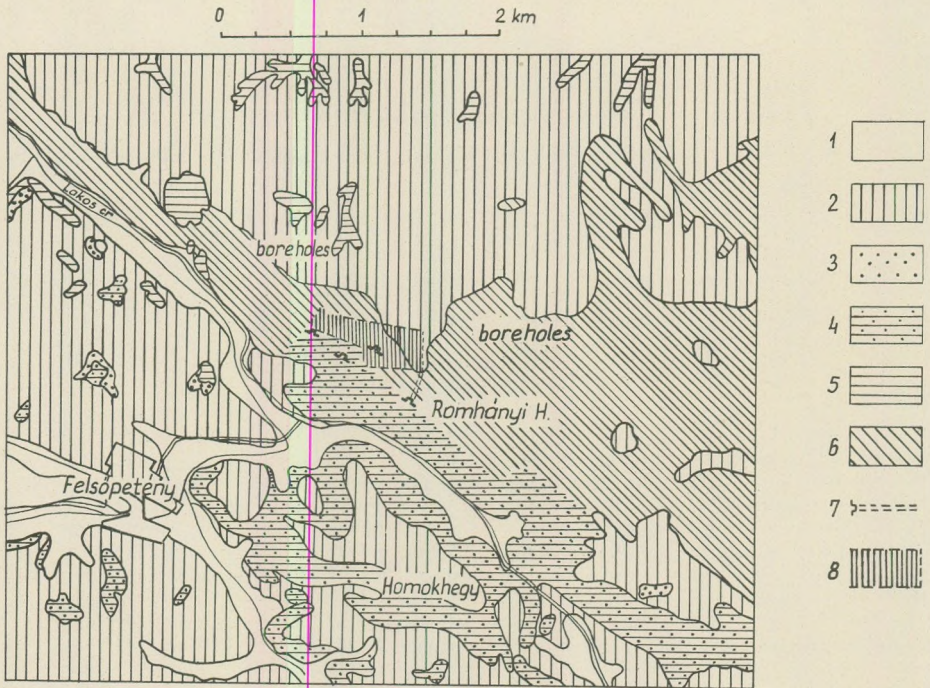 0 1 2 km
Lókos cr.
boreholes
boreholes
Romhányi H.
Felsőpetény
Homokhegy
1
2
3
4
5
6
7
8